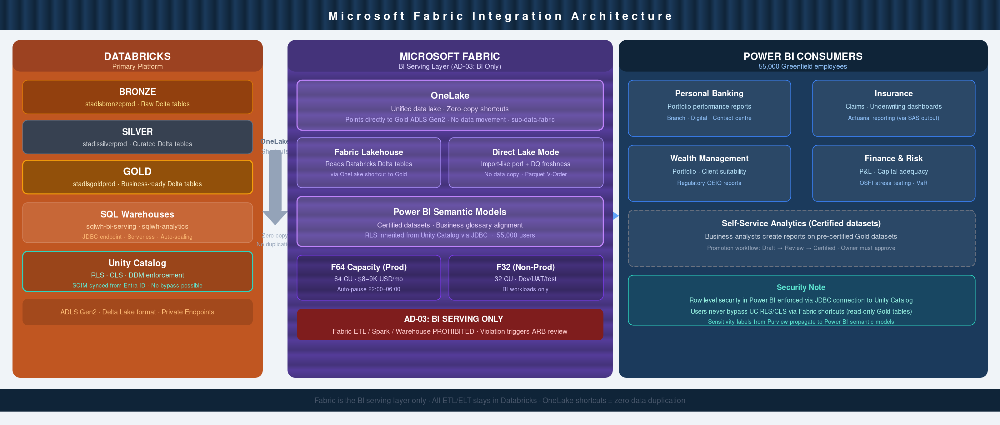 Microsoft Fabric Integration Architecture
DATABRICKS
Primary Platform
BRONZE
stadlsbronzeprod · Raw Delta tables
SILVER
stadlssilverprod · Curated Delta tables
GOLD
stadlsgoldprod · Business-ready Delta tables
SQL Warehouses
sqlwh-bi-serving · sqlwh-analytics
JDBC endpoint · Serverless · Auto-scaling
Unity Catalog
RLS · CLS · DDM enforcement
SCIM synced from Entra ID · No bypass possible
ADLS Gen2 · Delta Lake format · Private Endpoints
OneLake
Zero-copy
No
MICROSOFT FABRIC
BI Serving Layer (AD-03: BI Only)
OneLake
Unified data lake · Zero-copy shortcuts
Points directly to Gold ADLS Gen2 · No data movement · sub-data-fabric
Fabric Lakehouse
Reads Databricks Delta tables
via OneLake shortcut to Gold
Direct Lake Mode
Import-like perf + DQ freshness
No data copy · Parquet V-Order
Power BI Semantic Models
Certified datasets · Business glossary alignment
RLS inherited from Unity Catalog via JDBC · 55,000 users
F64 Capacity (Prod)
64 CU · $8–9K USD/mo
Auto-pause 22:00–06:00
F32 (Non-Prod)
32 CU · Dev/UAT/test
BI workloads only
AD-03: BI SERVING ONLY
Fabric ETL / Spark / Warehouse PROHIBITED · Violation triggers ARB review
POWER BI CONSUMERS
55,000 Greenfield employees
Personal Banking
Portfolio performance reports
Branch · Digital · Contact centre
Insurance
Claims · Underwriting dashboards
Actuarial reporting (via SAS output)
Wealth Management
Portfolio · Client suitability
Regulatory OEIO reports
Finance & Risk
P&L · Capital adequacy
OSFI stress testing · VaR
Self-Service Analytics (Certified datasets)
Business analysts create reports on pre-certified Gold datasets
Promotion workflow: Draft → Review → Certified · Owner must approve
Security Note
Row-level security in Power BI enforced via JDBC connection to Unity Catalog
Users never bypass UC RLS/CLS via Fabric shortcuts (read-only Gold tables)
Sensitivity labels from Purview propagate to Power BI semantic models
Fabric is the BI serving layer only · All ETL/ELT stays in Databricks · OneLake shortcuts = zero data duplication